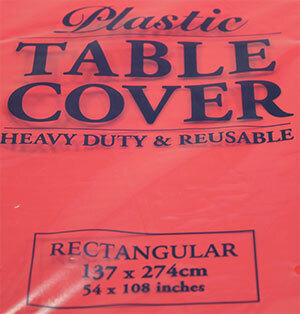 Plastic
TABLE
COVER
HEAVY DUTY & REUSABLE
RECTANGULAR
137 x 274cm
54 x 108 inches